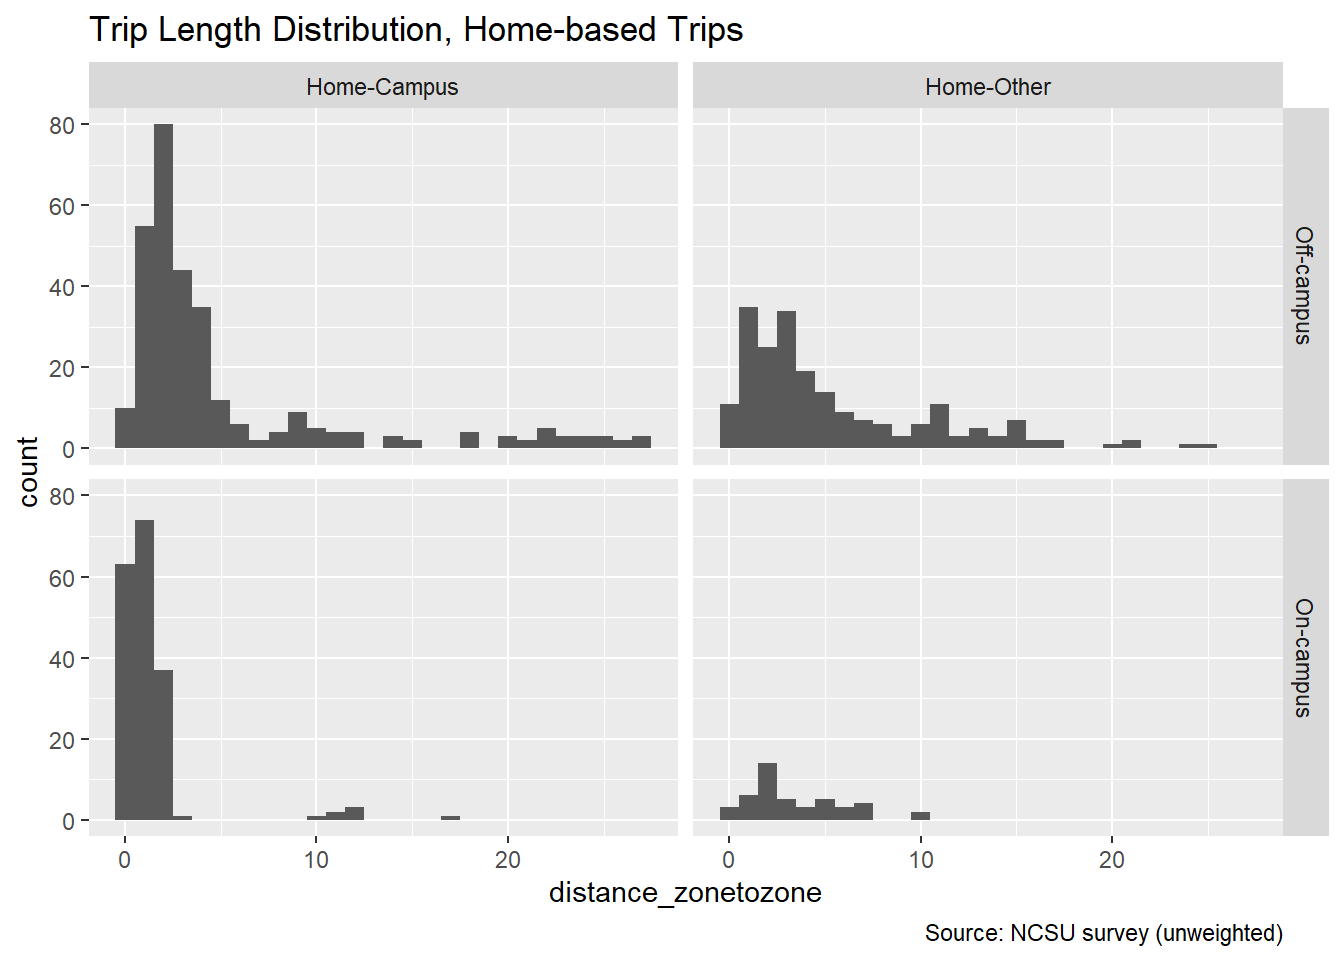 Trip Length Distribution, Home-based Trips
Home-Campus
Home-Other
80
60
40
20
0
Off-campus
count
80
60
40
20
0
On-campus
0
10
20
0
10
20
distance_zonetozone
Source: NCSU survey (unweighted)